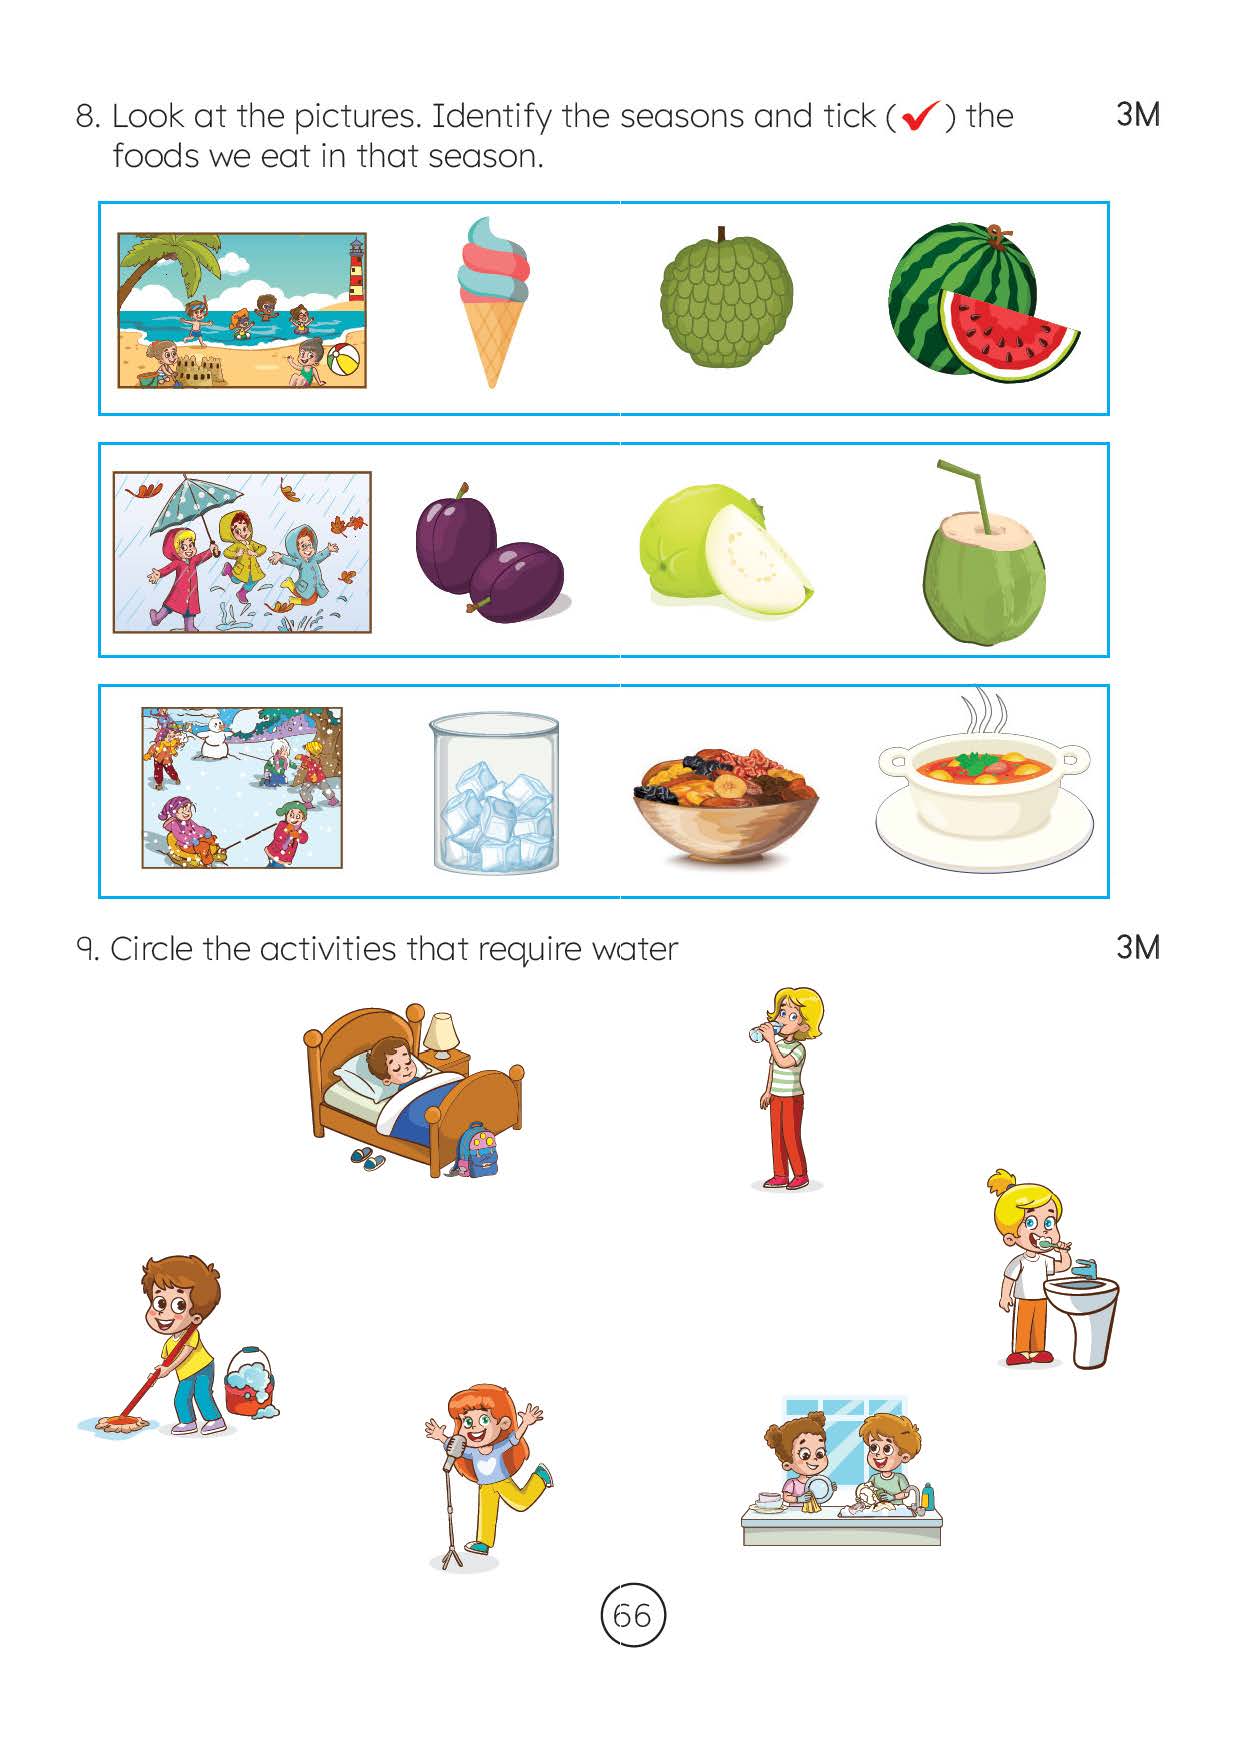 8. Look at the pictures. Identify the seasons and tick (✓) the 3M
foods we eat in that season.
9. Circle the activities that require water 3M
66